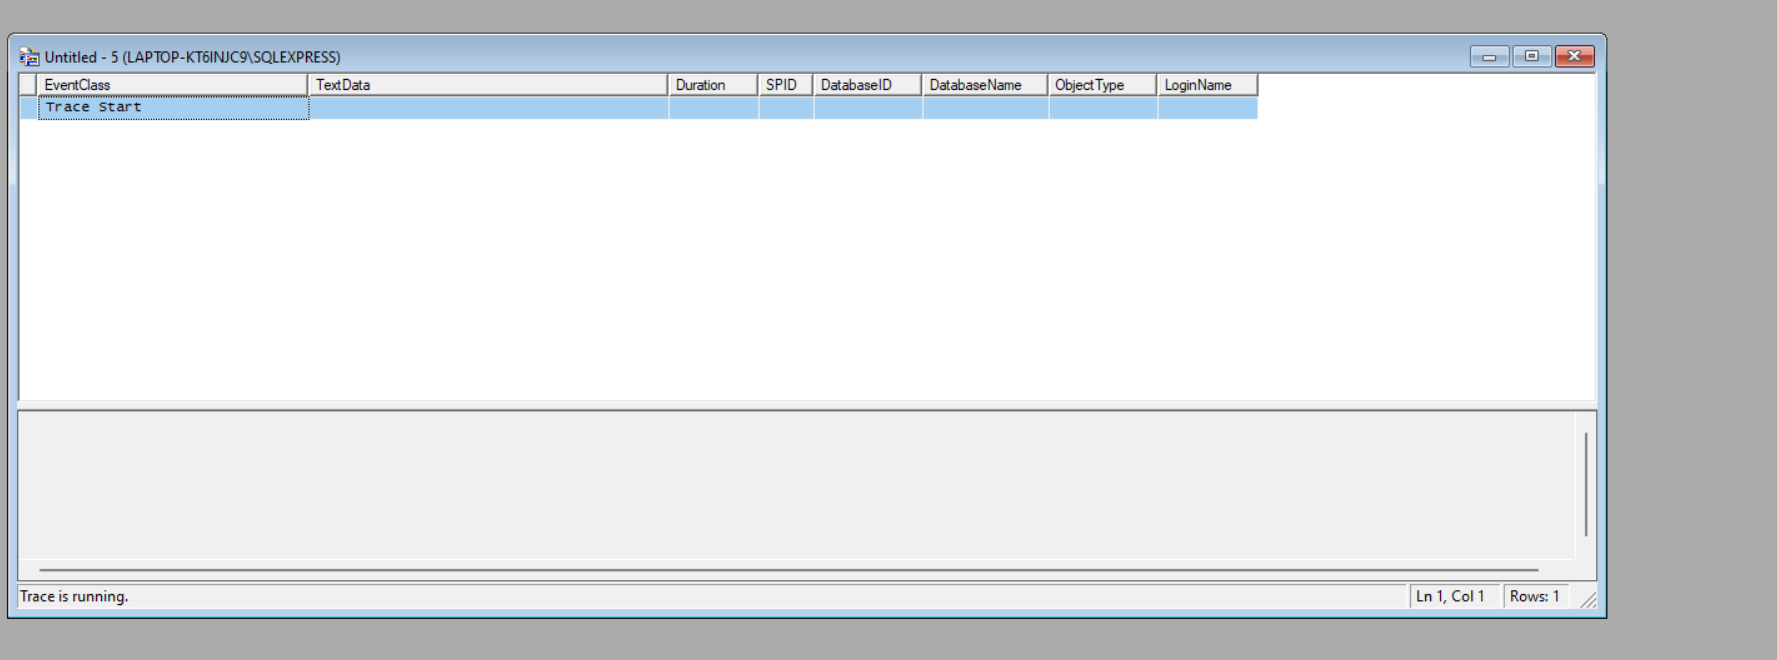 Untitled - 5 (LAPTOP-KT6INJC9\SQLEXPRESS)
EventClass TextData Duration SPID DatabaseID DatabaseName ObjectType LoginName
Trace Start
Trace is running. Ln 1, Col 1 Rows: 1